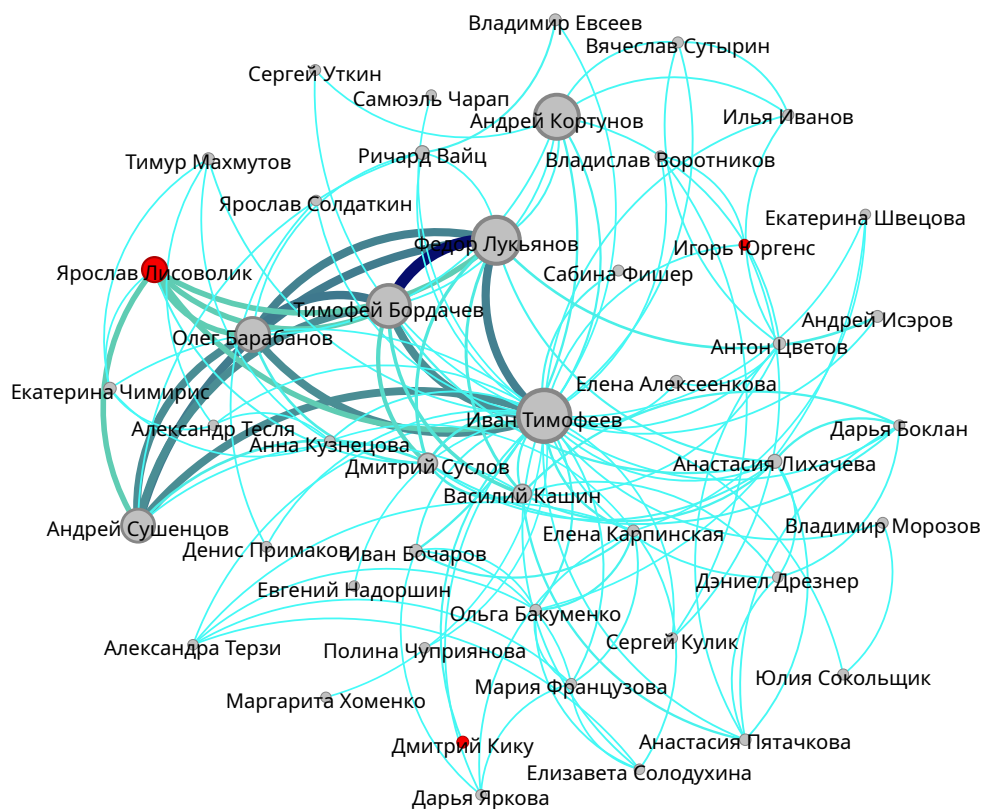 Владимир Евсеев
Вячеслав Сутырин
Сергей Уткин
Самюэль Чарап
Андрей Кортунов
Илья Иванов
Тимур Махмутов
Ричард Вайц
Владислав Воротников
Ярослав Солдаткин
Екатерина Швецова
Федор Лукьянов
Игорь Юргенс
Ярослав Лисоволик
Сабина Фишер
Тимофей Бордачев
Андрей Исэров
Олег Барабанов
Антон Цветов
Екатерина Чимирис
Елена Алексеенкова
Иван Тимофеев
Александр Тесля
Дарья Боклан
Анна Кузнецова
Дмитрий Суслов
Анастасия Лихачева
Василий Кашин
Андрей Сушенцов
Елена Карпинская
Владимир Морозов
Денис Примаков
Иван Бочаров
Дэниел Дрезнер
Евгений Надоршин
Ольга Бакуменко
Александра Терзи
Полина Чуприянова
Сергей Кулик
Юлия Сокольщик
Маргарита Хоменко
Мария Французова
Дмитрий Кику
Анастасия Пятачкова
Елизавета Солодухина
Дарья Яркова